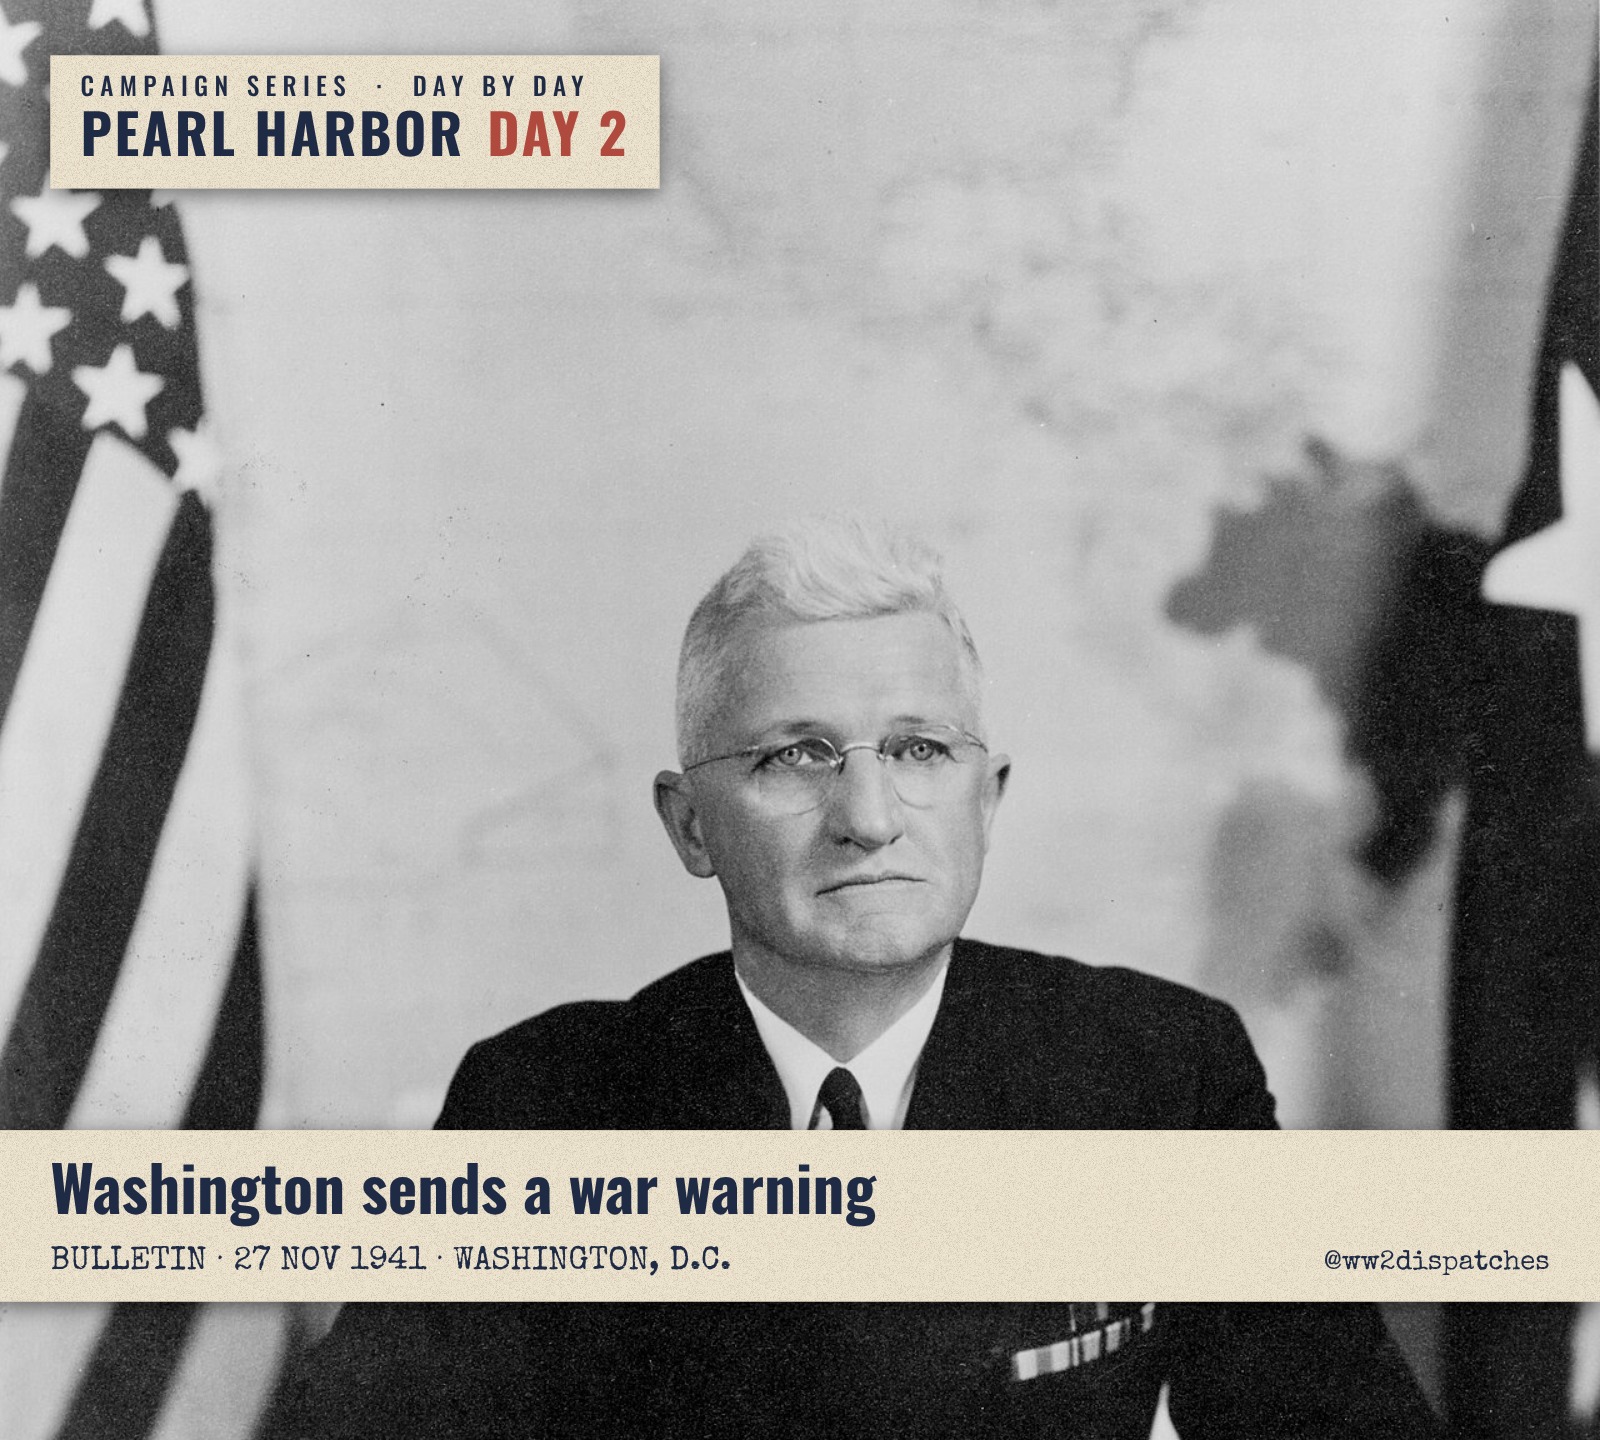 CAMPAIGN SERIES · DAY BY DAY
PEARL HARBOR DAY 2
Washington sends a war warning
BULLETIN · 27 NOV 1941 · WASHINGTON, D.C.
@ww2dispatches